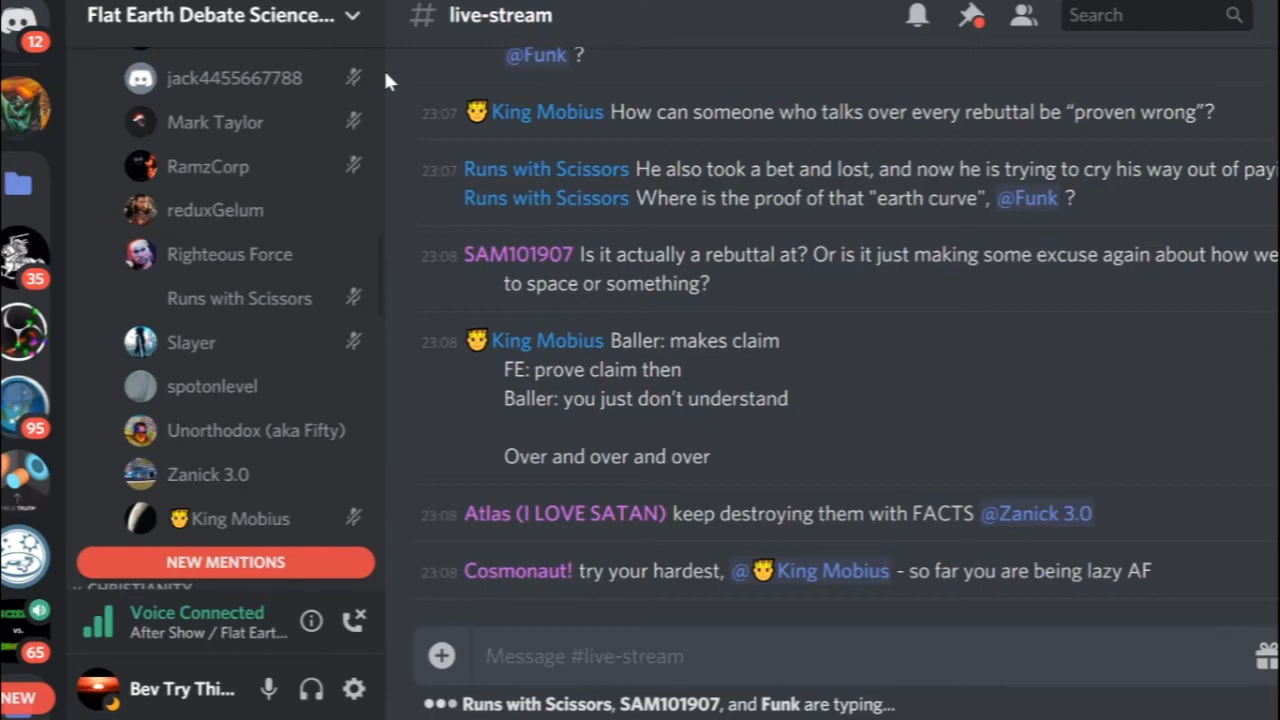 Flat Earth Debate Science...
# live-stream
Search
12
@Funk ?
jack4455667788
Mark Taylor
RamzCorp
reduxGelum
Righteous Force
Runs with Scissors
Slayer
spotonlevel
Unorthodox (aka Fifty)
Zanick 3.0
King Mobius
NEW MENTIONS
CHRISTIANITY
35
95
65
NEW
23:07 King Mobius How can someone who talks over every rebuttal be “proven wrong”?
23:07 Runs with Scissors He also took a bet and lost, and now he is trying to cry his way out of payi
Runs with Scissors Where is the proof of that "earth curve", @Funk ?
23:08 SAM101907 Is it actually a rebuttal at? Or is it just making some excuse again about how we
to space or something?
23:08 King Mobius Baller: makes claim
FE: prove claim then
Baller: you just don’t understand
Over and over and over
23:08 Atlas (I LOVE SATAN) keep destroying them with FACTS @Zanick 3.0
23:08 Cosmonaut! try your hardest, @King Mobius - so far you are being lazy AF
Voice Connected
After Show / Flat Eart...
Bev Try Thi...
Message #live-stream
Runs with Scissors, SAM101907, and Funk are typing...